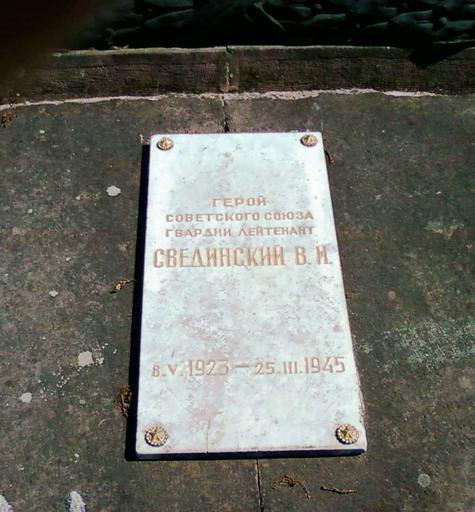 ГЕРОЙ
СОВЕТСКОГО СОЮЗА
ГВАРДИИ ЛЕЙТЕНАНТ
СВЕДИНСКИЙ В. И.
8. V. 1923 — 25. III. 1945